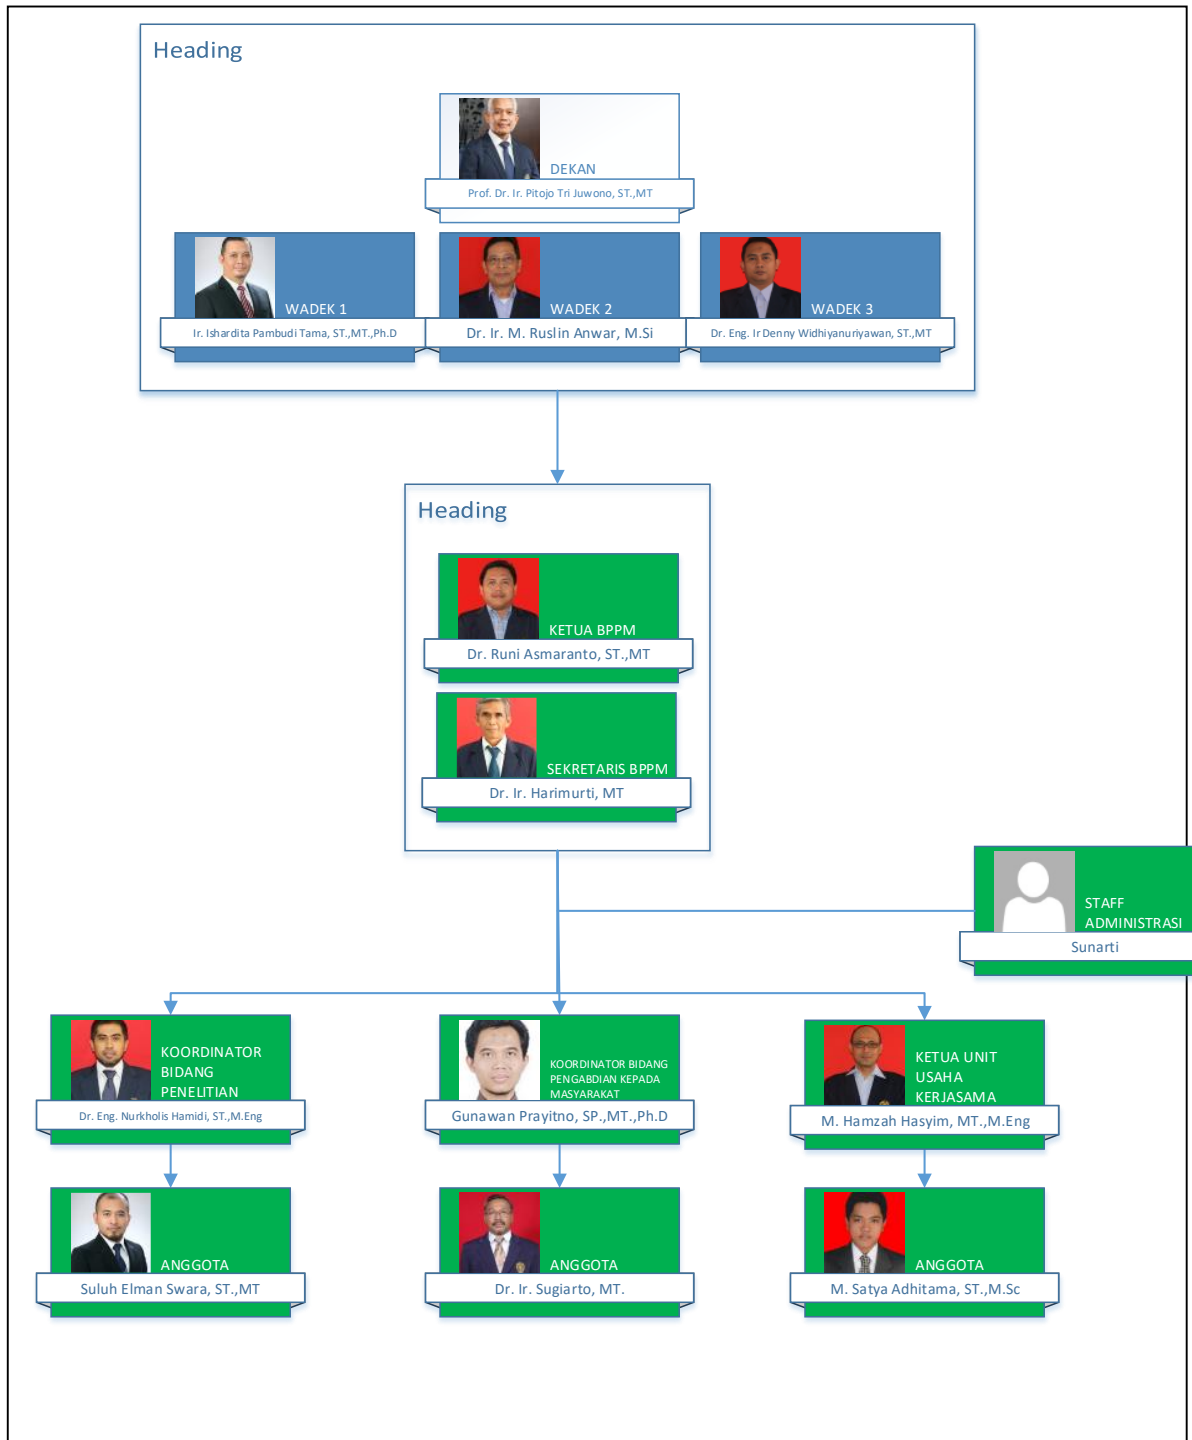 Heading
DEKAN
Prof. Dr. Ir. Pitojo Tri Juwono, ST.,MT
WADEK 1
Ir. Ishardita Pambudi Tama, ST.,MT.,Ph.D
WADEK 2
Dr. Ir. M. Ruslin Anwar, M.Si
WADEK 3
Dr. Eng. Ir Denny Widhiyanuriyawan, ST.,MT
Heading
KETUA BPPM
Dr. Runi Asmaranto, ST.,MT
SEKRETARIS BPPM
Dr. Ir. Harimurti, MT
STAFF
ADMINISTRASI
Sunarti
KOORDINATOR
BIDANG
PENELITIAN
Dr. Eng. Nurkholis Hamidi, ST.,M.Eng
KOORDINATOR BIDANG
PENGABDIAN KEPADA
MASYARAKAT
Gunawan Prayitno, SP.,MT.,Ph.D
KETUA UNIT
USAHA
KERJASAMA
M. Hamzah Hasyim, MT.,M.Eng
ANGGOTA
Suluh Elman Swara, ST.,MT
ANGGOTA
Dr. Ir. Sugiarto, MT.
ANGGOTA
M. Satya Adhitama, ST.,M.Sc